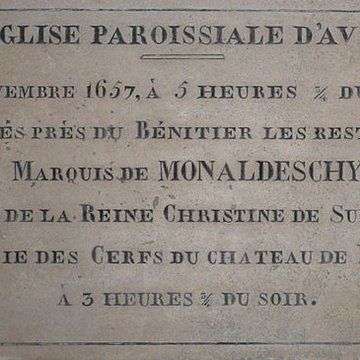 GLISE PAROISSIALE D'AV
VEMBRE 1657, À 5 HEURES ¾ DU
ÉS PRÉS DU BÉNITIER LES REST
MARQUIS DE MONALDESCHY
DE LA REINE CHRISTINE DE SU
IE DES CERFS DU CHATEAU DE
A 3 HEURES ¾ DU SOIR.